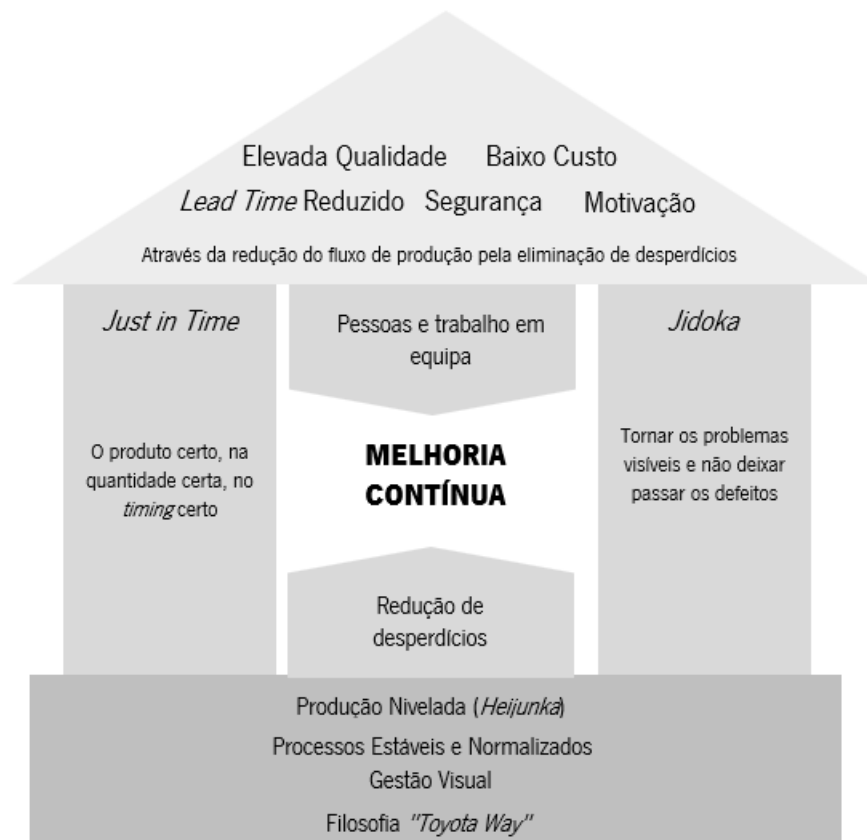 Elevada Qualidade Baixo Custo
Lead Time Reduzido Segurança Motivação
Através da redução do fluxo de produção pela eliminação de desperdícios
Just in Time
O produto certo, na
quantidade certa, no
timing certo
Pessoas e trabalho em
equipa
MELHORIA
CONTÍNUA
Redução de
desperdícios
Jidoka
Tornar os problemas
visíveis e não deixar
passar os defeitos
Produção Nivelada (Heijunka)
Processos Estáveis e Normalizados
Gestão Visual
Filosofia "Toyota Way"